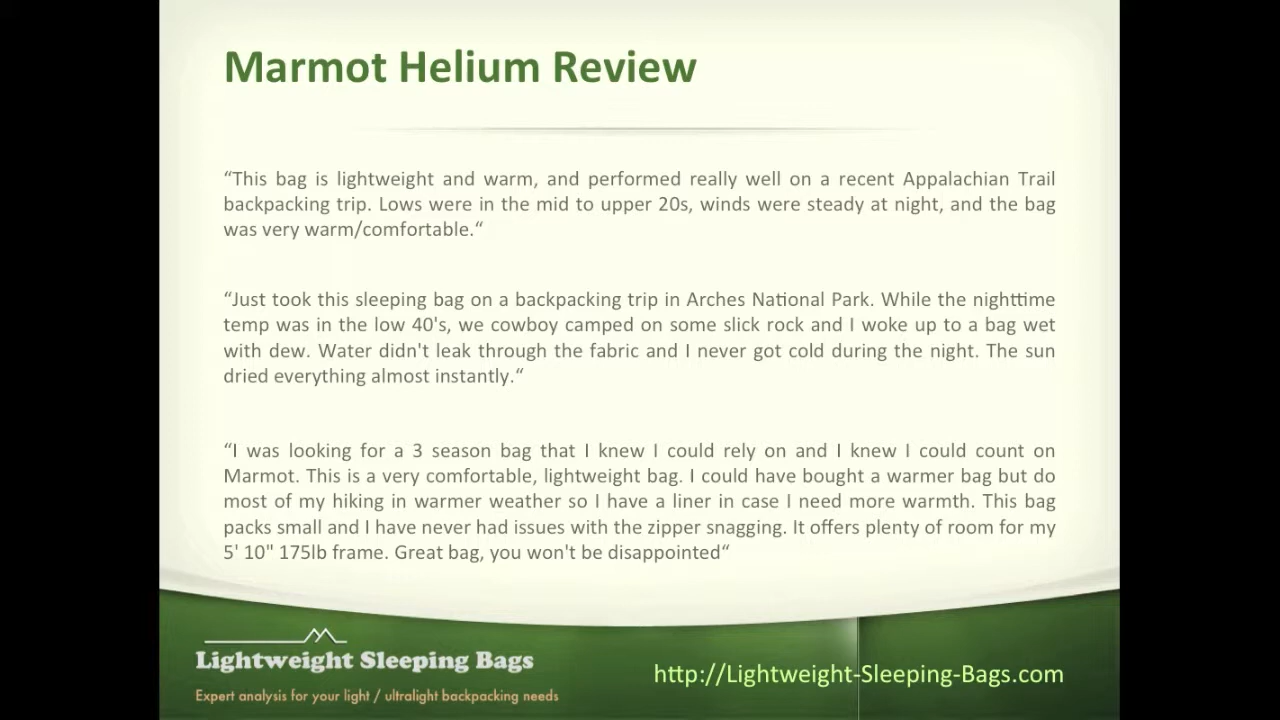 Marmot Helium Review
“This bag is lightweight and warm, and performed really well on a recent Appalachian Trail
backpacking trip. Lows were in the mid to upper 20s, winds were steady at night, and the bag
was very warm/comfortable.“
“Just took this sleeping bag on a backpacking trip in Arches National Park. While the nighttime
temp was in the low 40's, we cowboy camped on some slick rock and I woke up to a bag wet
with dew. Water didn't leak through the fabric and I never got cold during the night. The sun
dried everything almost instantly.“
“I was looking for a 3 season bag that I knew I could rely on and I knew I could count on
Marmot. This is a very comfortable, lightweight bag. I could have bought a warmer bag but do
most of my hiking in warmer weather so I have a liner in case I need more warmth. This bag
packs small and I have never had issues with the zipper snagging. It offers plenty of room for my
5' 10" 175lb frame. Great bag, you won't be disappointed“
Lightweight Sleeping Bags
Expert analysis for your light / ultralight backpacking needs
http://Lightweight-Sleeping-Bags.com